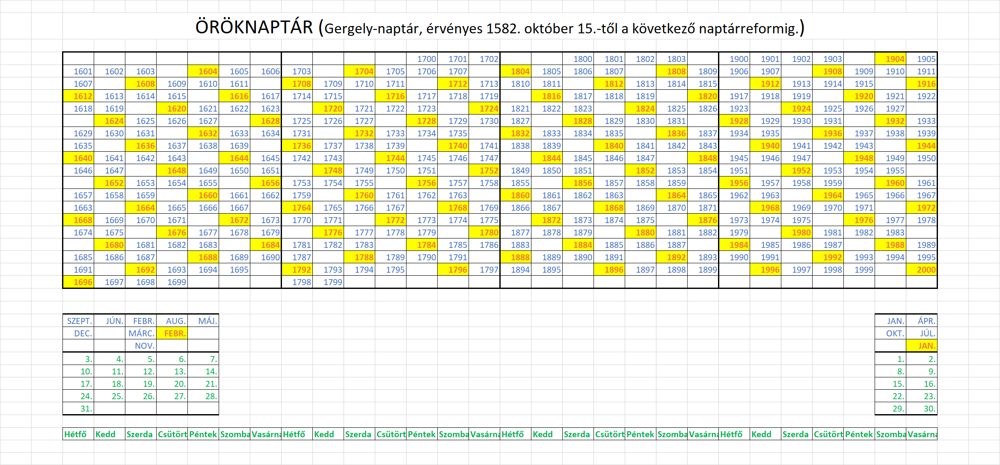 ÖRÖKNAPTÁR (Gergely-naptár, érvényes 1582. október 15.-től a következő naptárreformig.)
1700 1701 1702 1800 1801 1802 1803 1900 1901 1902 1903 1904 1905
1601 1602 1603 1604 1605 1606 1703 1704 1705 1706 1707 1804 1805 1806 1807 1808 1809 1906 1907 1908 1909 1910 1911
1607 1608 1609 1610 1611 1708 1709 1710 1711 1712 1713 1810 1811 1812 1813 1814 1815 1912 1913 1914 1915 1916
1612 1613 1614 1615 1616 1617 1714 1715 1716 1717 1718 1719 1816 1817 1818 1819 1820 1917 1918 1919 1920 1921 1922
1618 1619 1620 1621 1622 1623 1720 1721 1722 1723 1724 1821 1822 1823 1824 1825 1826 1923 1924 1925 1926 1927
1624 1625 1626 1627 1628 1725 1726 1727 1728 1729 1730 1827 1828 1829 1830 1831 1928 1929 1930 1931 1932 1933
1629 1630 1631 1632 1633 1634 1731 1732 1733 1734 1735 1832 1833 1834 1835 1836 1837 1934 1935 1936 1937 1938 1939
1635 1636 1637 1638 1639 1736 1737 1738 1739 1740 1741 1838 1839 1840 1841 1842 1843 1940 1941 1942 1943 1944
1640 1641 1642 1643 1644 1645 1742 1743 1744 1745 1746 1747 1844 1845 1846 1847 1848 1945 1946 1947 1948 1949 1950
1646 1647 1648 1649 1650 1651 1748 1749 1750 1751 1752 1849 1850 1851 1852 1853 1854 1951 1952 1953 1954 1955
1652 1653 1654 1655 1656 1753 1754 1755 1756 1757 1758 1855 1856 1857 1858 1859 1956 1957 1958 1959 1960 1961
1657 1658 1659 1660 1661 1662 1759 1760 1761 1762 1763 1860 1861 1862 1863 1864 1865 1962 1963 1964 1965 1966 1967
1663 1664 1665 1666 1667 1764 1765 1766 1767 1768 1769 1866 1867 1868 1869 1870 1871 1968 1969 1970 1971 1972
1668 1669 1670 1671 1672 1673 1770 1771 1772 1773 1774 1775 1872 1873 1874 1875 1876 1973 1974 1975 1976 1977 1978
1674 1675 1676 1677 1678 1679 1776 1777 1778 1779 1780 1877 1878 1879 1880 1881 1882 1979 1980 1981 1982 1983
1680 1681 1682 1683 1684 1781 1782 1783 1784 1785 1786 1883 1884 1885 1886 1887 1984 1985 1986 1987 1988 1989
1685 1686 1687 1688 1689 1690 1787 1788 1789 1790 1791 1888 1889 1890 1891 1892 1893 1990 1991 1992 1993 1994 1995
1691 1692 1693 1694 1695 1792 1793 1794 1795 1796 1797 1894 1895 1896 1897 1898 1899 1996 1997 1998 1999 2000
1696 1697 1698 1699 1798 1799
SZEPT. JÚN. FEBR. AUG. MÁJ. JAN. ÁPR.
DEC. MÁRC. FEBR. OKT. JÚL.
NOV. JAN.
3. 4. 5. 6. 7. 1. 2.
10. 11. 12. 13. 14. 8. 9.
17. 18. 19. 20. 21. 15. 16.
24. 25. 26. 27. 28. 22. 23.
31. 29. 30.
Hétfő Kedd Szerda Csütört Péntek Szomba Vasárna Hétfő Kedd Szerda Csütört Péntek Szomba Vasárna Hétfő Kedd Szerda Csütört Péntek Szomba Vasárna Hétfő Kedd Szerda Csütört Péntek Szomba Vasárna